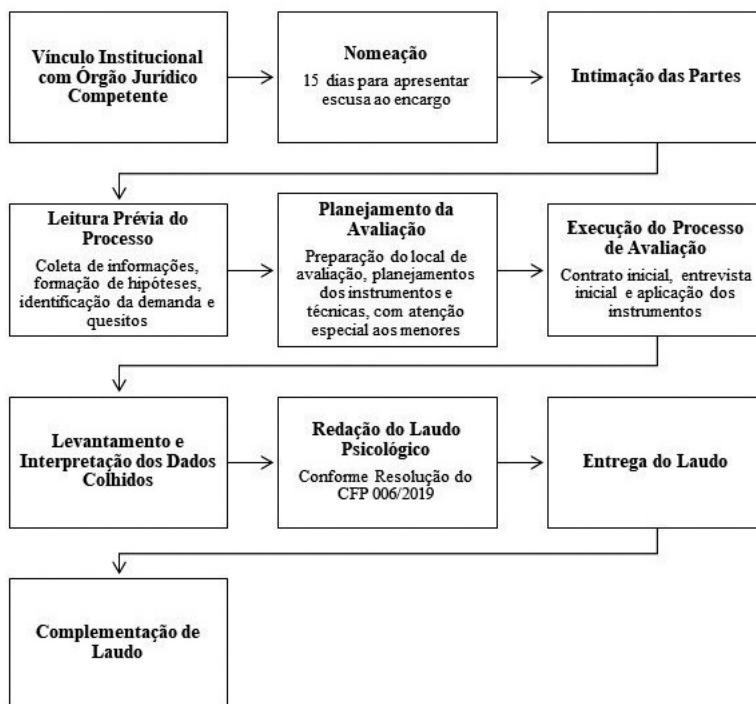 Vínculo Institucional
com Órgão Jurídico
Competente
Nomeação
15 dias para apresentar
escusa ao encargo
Intimação das Partes
Leitura Prévia do
Processo
Coleta de informações,
formação de hipóteses,
identificação da demanda e
quesitos
Planejamento da
Avaliação
Preparação do local de
avaliação, planejamentos
dos instrumentos e
técnicas, com atenção
especial aos menores
Execução do Processo
de Avaliação
Contrato inicial, entrevista
inicial e aplicação dos
instrumentos
Levantamento e
Interpretação dos Dados
Colhidos
Redação do Laudo
Psicológico
Conforme Resolução do
CFP 006/2019
Entrega do Laudo
Complementação de
Laudo